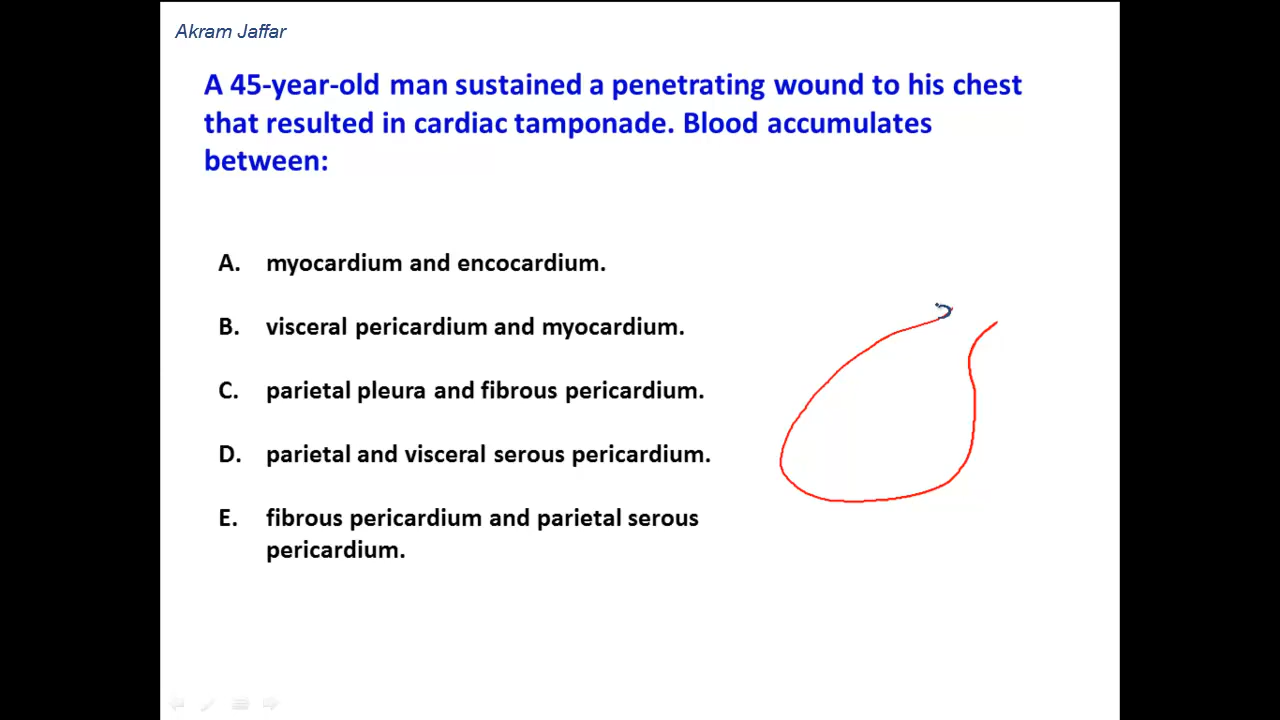 Akram Jaffar
A 45-year-old man sustained a penetrating wound to his chest
that resulted in cardiac tamponade. Blood accumulates
between:
A. myocardium and encocardium.
B. visceral pericardium and myocardium.
C. parietal pleura and fibrous pericardium.
D. parietal and visceral serous pericardium.
E. fibrous pericardium and parietal serous
pericardium.